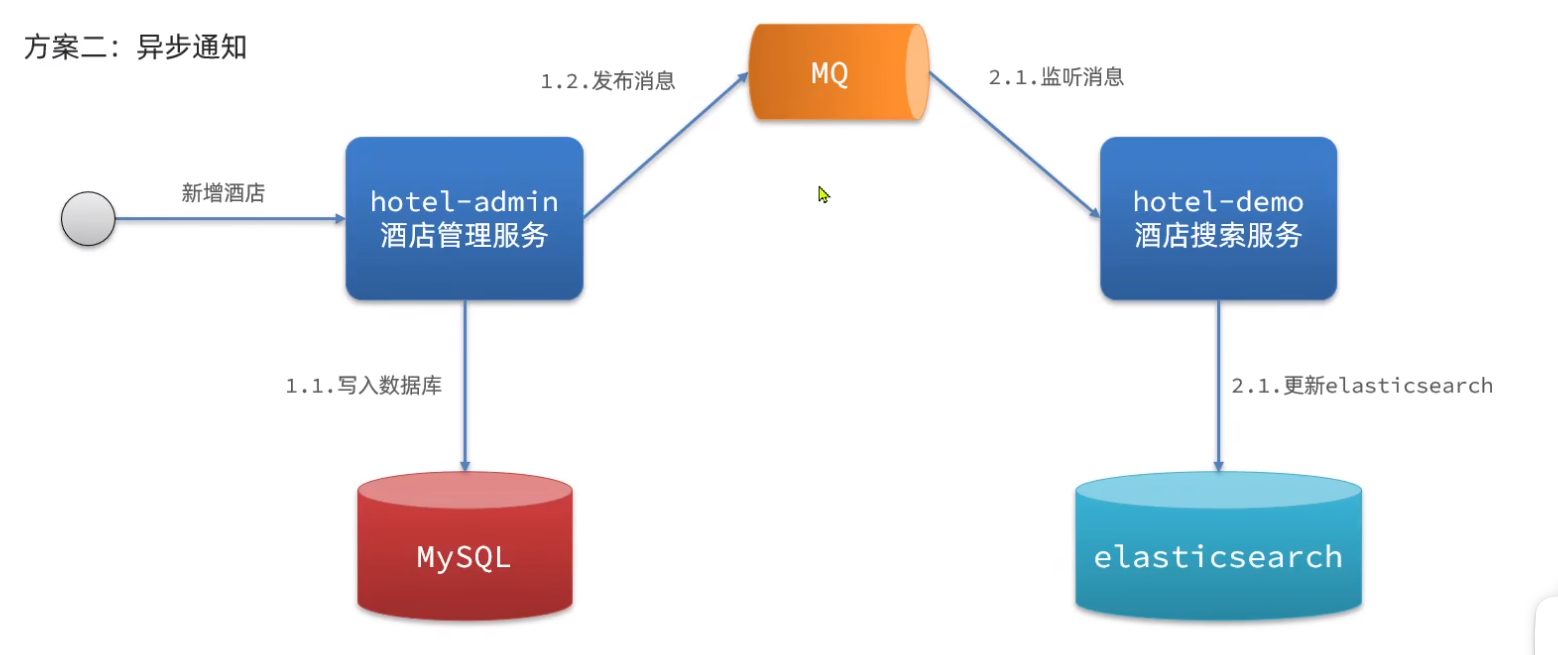 方案二：异步通知
MQ
1.2.发布消息
2.1.监听消息
新增酒店
hotel-admin
酒店管理服务
hotel-demo
酒店搜索服务
1.1.写入数据库
2.1.更新elasticsearch
MySQL
elasticsearch